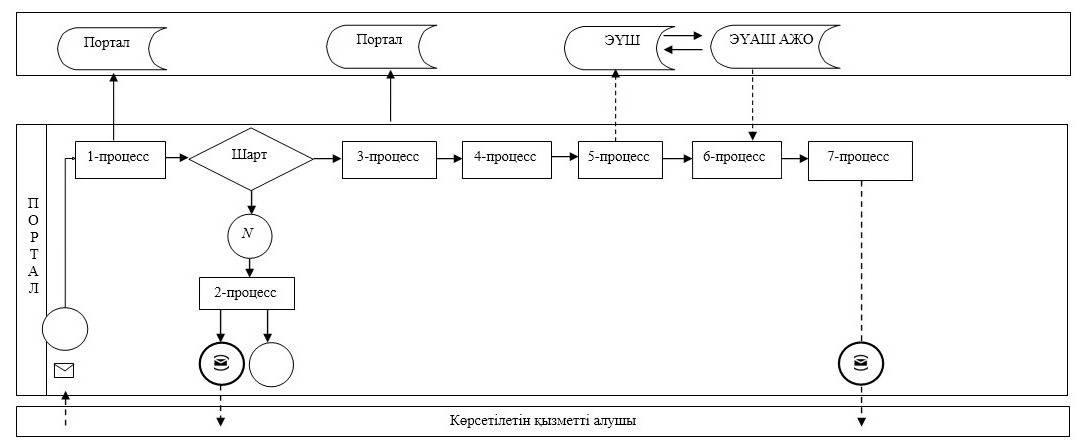 Портал
Портал
ЭҮШ
ЭҮАШ АЖО
ПОРТАЛ
1-процесс
Шарт
3-процесс
4-процесс
5-процесс
6-процесс
7-процесс
N
2-процесс
Көрсетілетін қызметті алушы